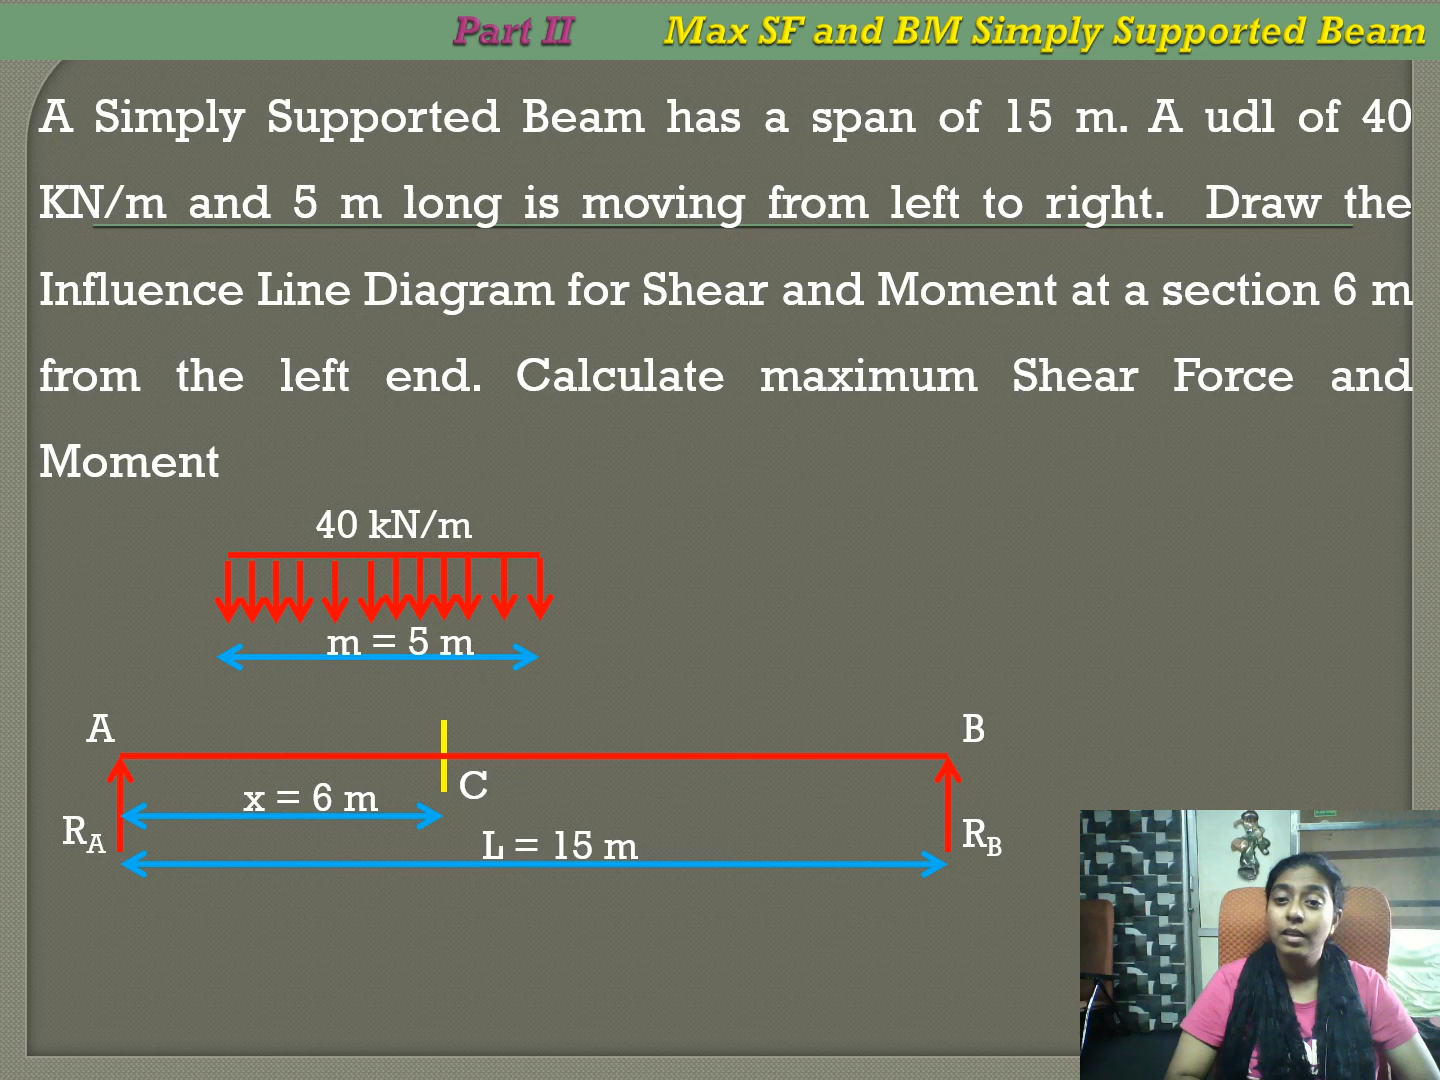 Part II Max SF and BM Simply Supported Beam
A Simply Supported Beam has a span of 15 m. A udl of 40
KN/m and 5 m long is moving from left to right. Draw the
Influence Line Diagram for Shear and Moment at a section 6 m
from the left end. Calculate maximum Shear Force and
Moment
40 kN/m
m = 5 m
A B
x = 6 m C
RA L = 15 m RB